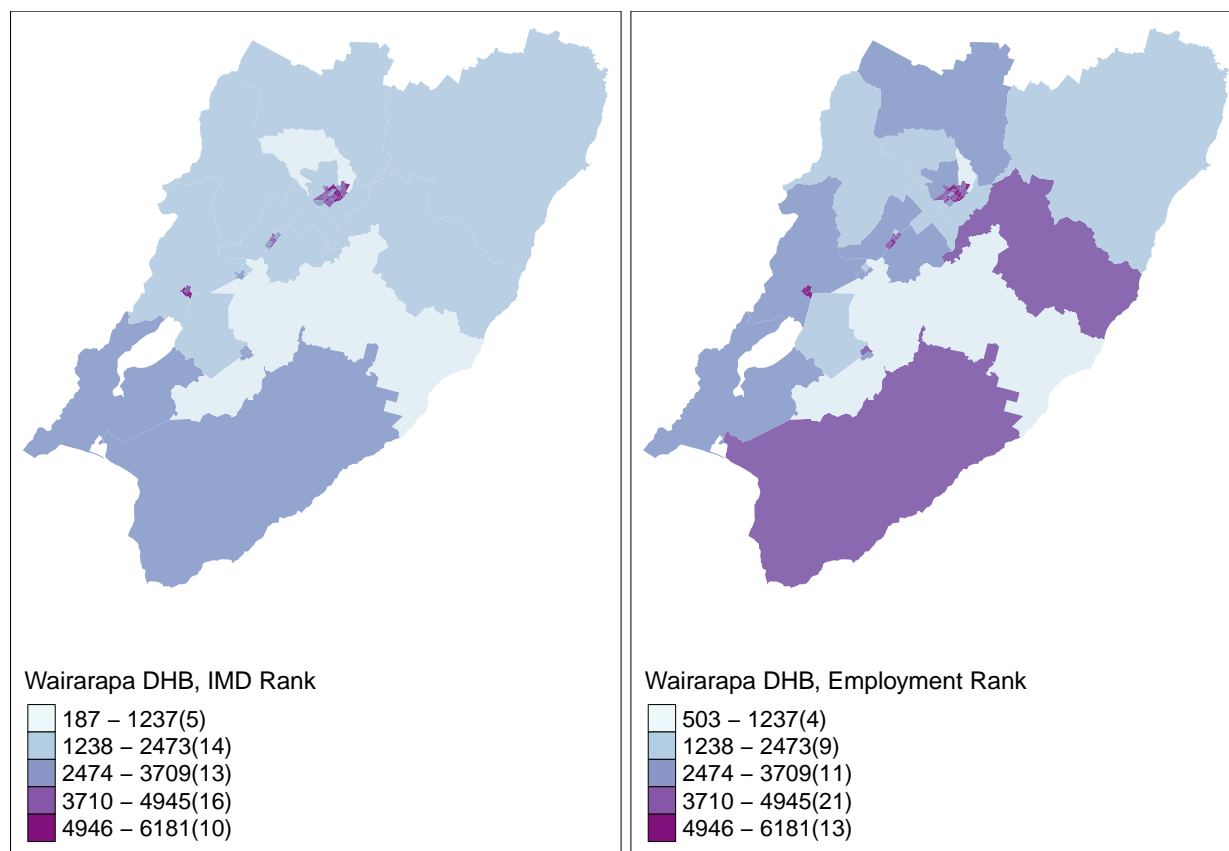 Wairarapa DHB, IMD Rank
187 − 1237(5)
1238 − 2473(14)
2474 − 3709(13)
3710 − 4945(16)
4946 − 6181(10)
Wairarapa DHB, Employment Rank
503 − 1237(4)
1238 − 2473(9)
2474 − 3709(11)
3710 − 4945(21)
4946 − 6181(13)